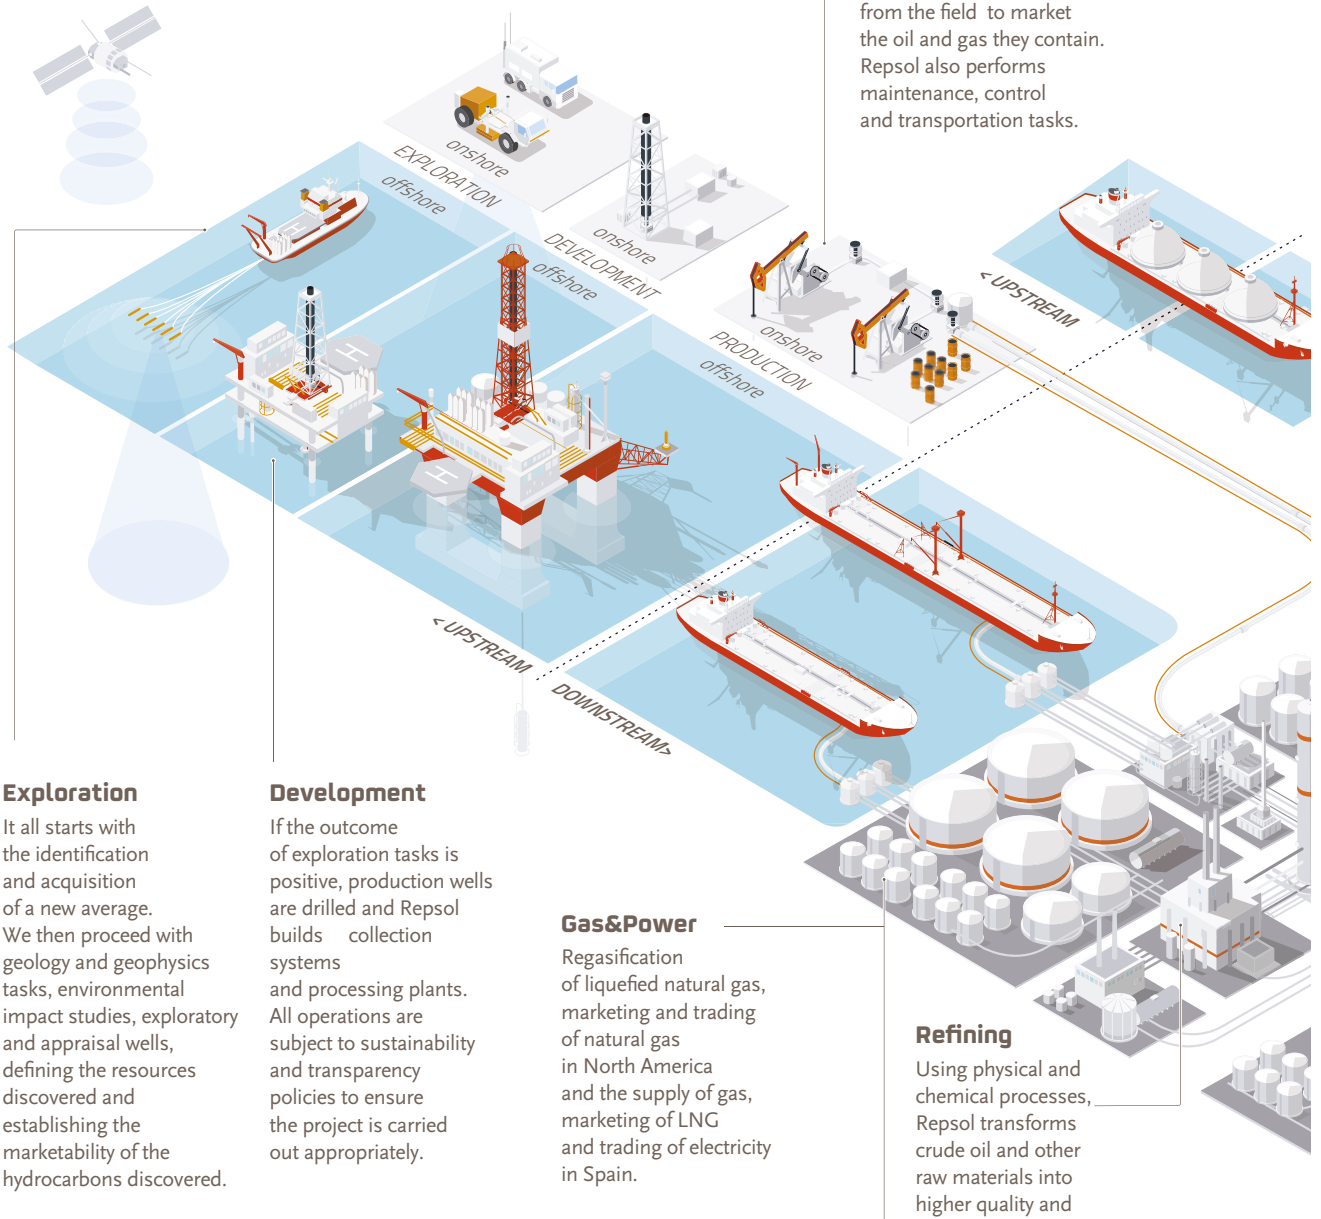 from the field to market
the oil and gas they contain.
Repsol also performs
maintenance, control
and transportation tasks.
onshore
EXPLORATION
offshore
onshore
DEVELOPMENT
offshore
onshore
PRODUCTION
offshore
< UPSTREAM
< UPSTREAM
DOWNSTREAM>
Exploration
It all starts with
the identification
and acquisition
of a new average.
We then proceed with
geology and geophysics
tasks, environmental
impact studies, exploratory
and appraisal wells,
defining the resources
discovered and
establishing the
marketability of the
hydrocarbons discovered.
Development
If the outcome
of exploration tasks is
positive, production wells
are drilled and Repsol
builds collection
systems
and processing plants.
All operations are
subject to sustainability
and transparency
policies to ensure
the project is carried
out appropriately.
Gas&Power
Regasification
of liquefied natural gas,
marketing and trading
of natural gas
in North America
and the supply of gas,
marketing of LNG
and trading of electricity
in Spain.
Refining
Using physical and
chemical processes,
Repsol transforms
crude oil and other
raw materials into
higher quality and